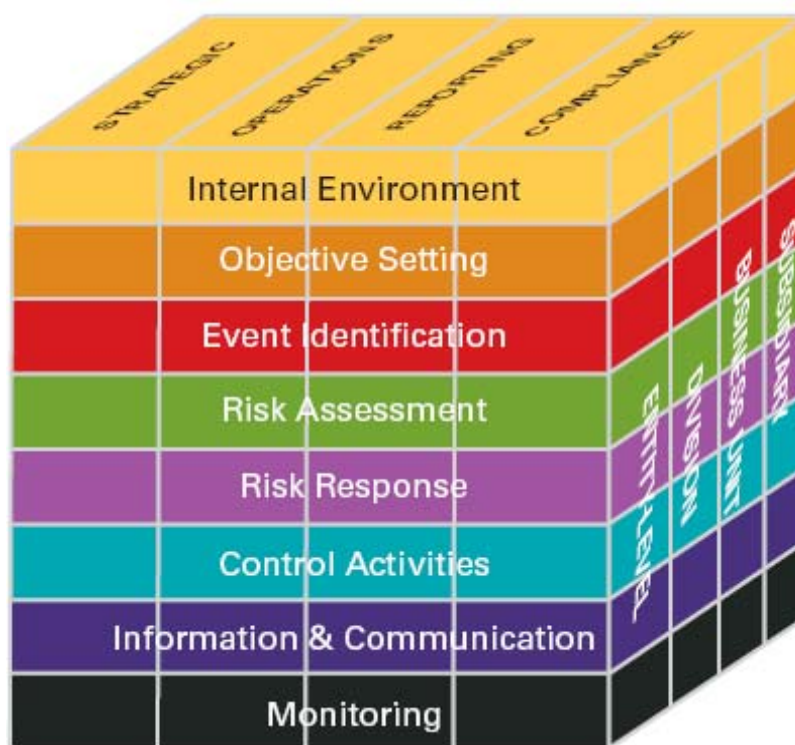 STRATEGIC
OPERATIONS
REPORTING
COMPLIANCE
Internal Environment
Objective Setting
Event Identification
Risk Assessment
Risk Response
Control Activities
Information & Communication
Monitoring
ENTITY-LEVEL
DIVISION
BUSINESS UNIT
SUBSIDIARY